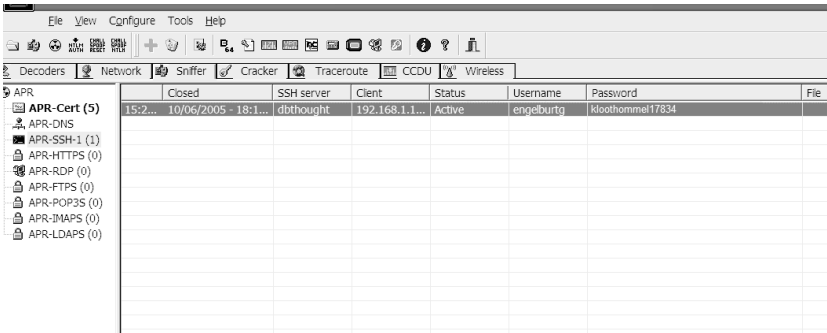 File View Configure Tools Help
Decoders Network Sniffer Cracker Traceroute CCDU Wireless
APR
APR-Cert (5)
APR-DNS
APR-SSH-1 (1)
APR-HTTPS (0)
APR-RDP (0)
APR-FTPS (0)
APR-POP3S (0)
APR-IMAPS (0)
APR-LDAPS (0)
Closed SSH server Client Status Username Password File
15:2... 10/06/2005 - 18:1... dbthought 192.168.1.1... Active engelburtg kloothommel17834